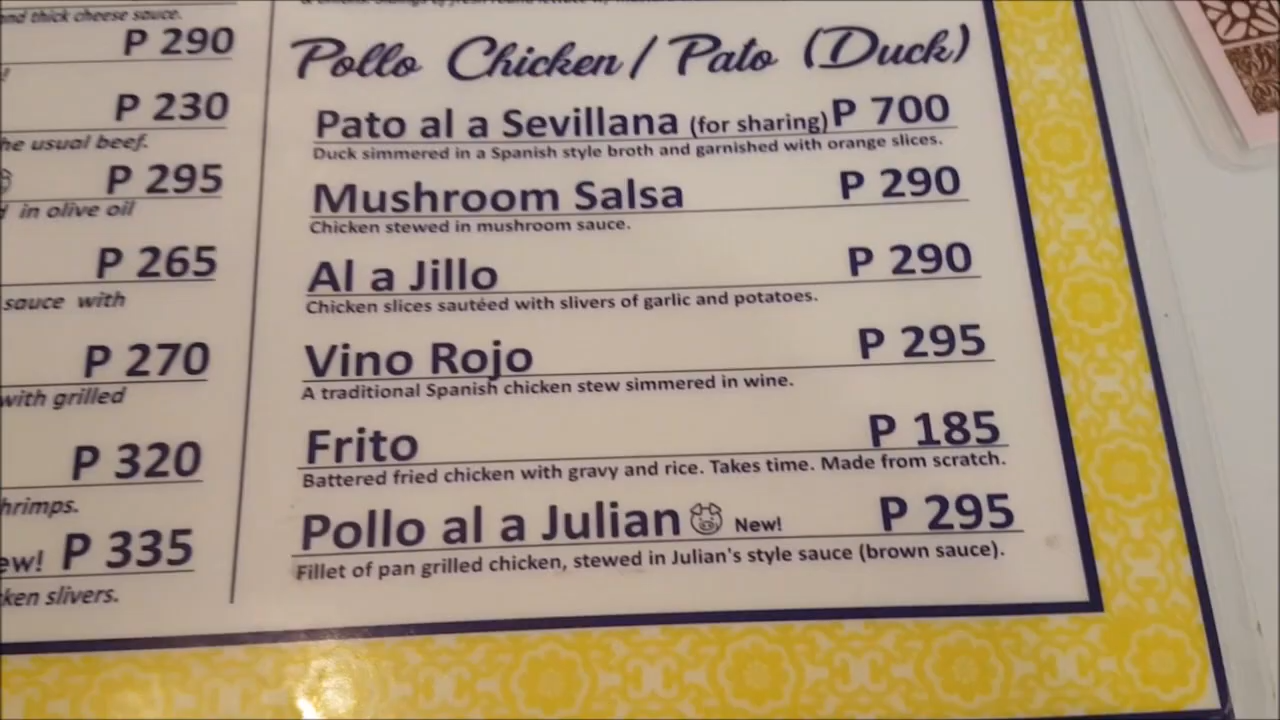 and thick cheese sauce.
P 290
P 230
he usual beef.
P 295
in olive oil
P 265
sauce with
P 270
with grilled
P 320
hrimps.
ew! P 335
ken slivers.
Pollo Chicken / Pato (Duck)
Pato al a Sevillana (for sharing) P 700
Duck simmered in a Spanish style broth and garnished with orange slices.
Mushroom Salsa P 290
Chicken stewed in mushroom sauce.
Al a Jillo P 290
Chicken slices sautéed with slivers of garlic and potatoes.
Vino Rojo P 295
A traditional Spanish chicken stew simmered in wine.
Frito P 185
Battered fried chicken with gravy and rice. Takes time. Made from scratch.
Pollo al a Julian New! P 295
Fillet of pan grilled chicken, stewed in Julian's style sauce (brown sauce).